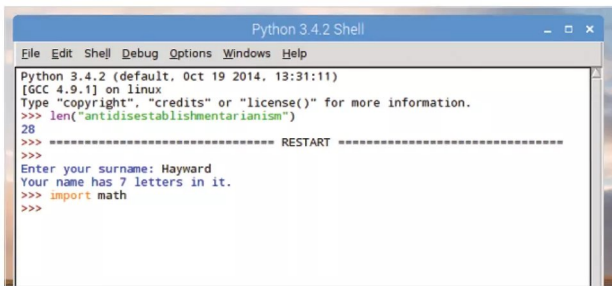 Python 3.4.2 Shell
File Edit Shell Debug Options Windows Help
Python 3.4.2 (default, Oct 19 2014, 13:31:11)
[GCC 4.9.1] on linux
Type "copyright", "credits" or "license()" for more information.
>>> len("antidisestablishmentarianism")
28
>>> ================================ RESTART ================================
>>>
Enter your surname: Hayward
Your name has 7 letters in it.
>>> import math
>>>